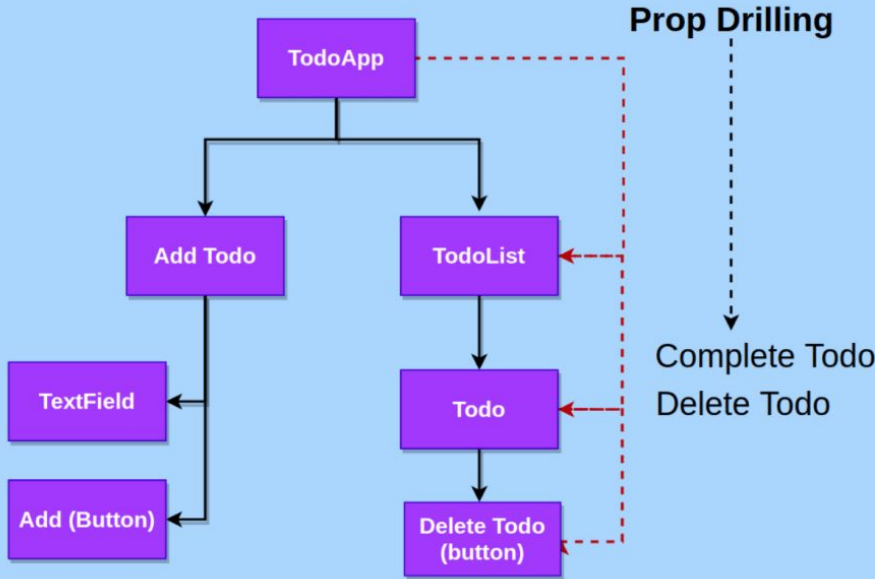 Prop Drilling
TodoApp
Add Todo
TodoList
Complete Todo
Delete Todo
TextField
Todo
Add (Button)
Delete Todo
(button)